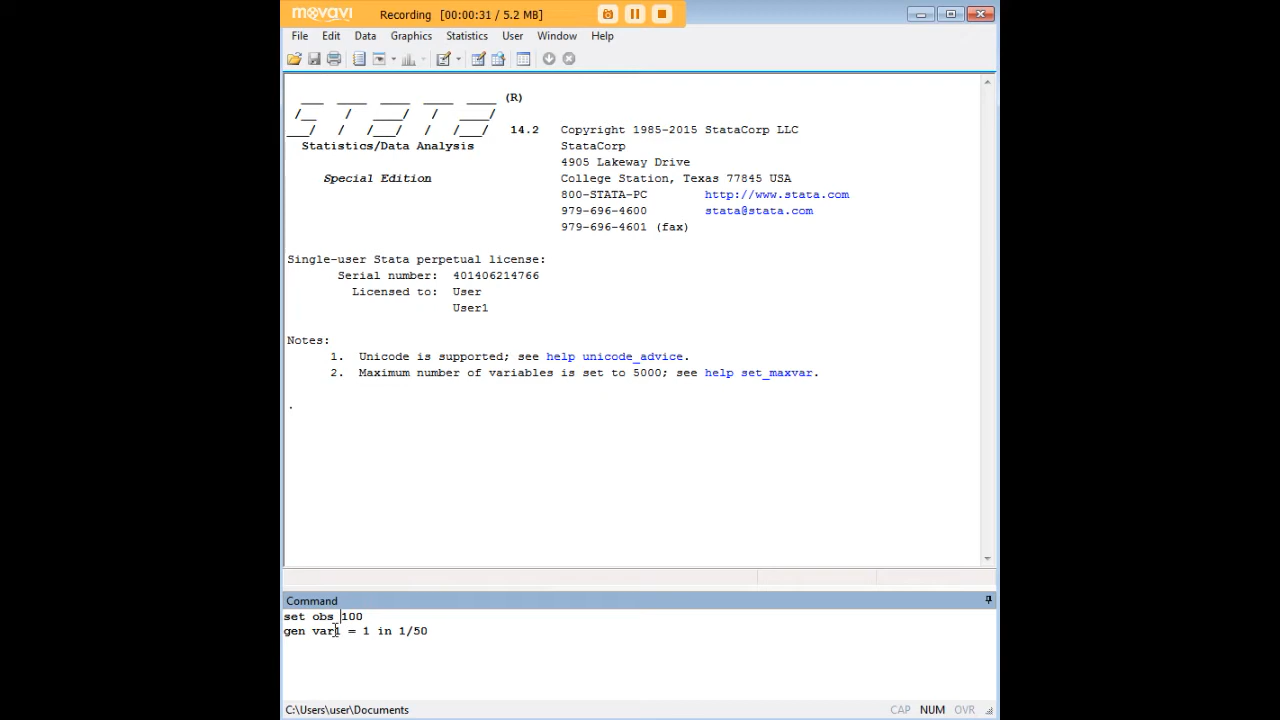 movavi Recording [00:00:31 / 5.2 MB]
File Edit Data Graphics Statistics User Window Help
(R)
14.2 Copyright 1985-2015 StataCorp LLC
Statistics/Data Analysis StataCorp
4905 Lakeway Drive
Special Edition College Station, Texas 77845 USA
800-STATA-PC http://www.stata.com
979-696-4600 stata@stata.com
979-696-4601 (fax)
Single-user Stata perpetual license:
Serial number: 401406214766
Licensed to: User
User1
Notes:
1. Unicode is supported; see help unicode_advice.
2. Maximum number of variables is set to 5000; see help set_maxvar.
.
Command
set obs 100
gen var1 = 1 in 1/50
C:\Users\user\Documents CAP NUM OVR